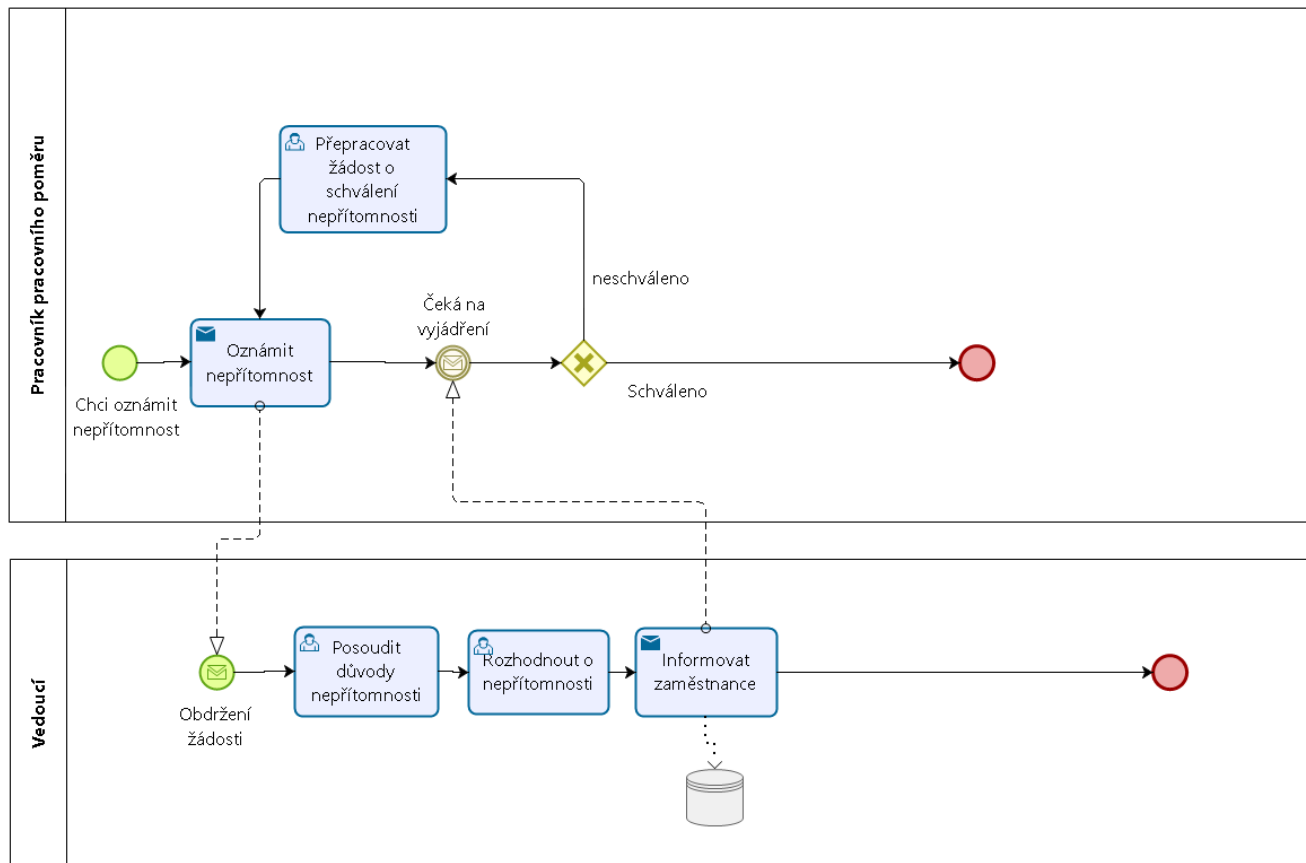 Pracovník pracovního poměru
Přepracovat
žádost o
schválení
nepřítomnosti
neschváleno
Čeká na
vyjádření
Oznámit
nepřítomnost
Schváleno
Chci oznámit
nepřítomnost
Vedoucí
Posoudit
důvody
nepřítomnosti
Rozhodnout o
nepřítomnosti
Informovat
zaměstnance
Obdržení
žádosti